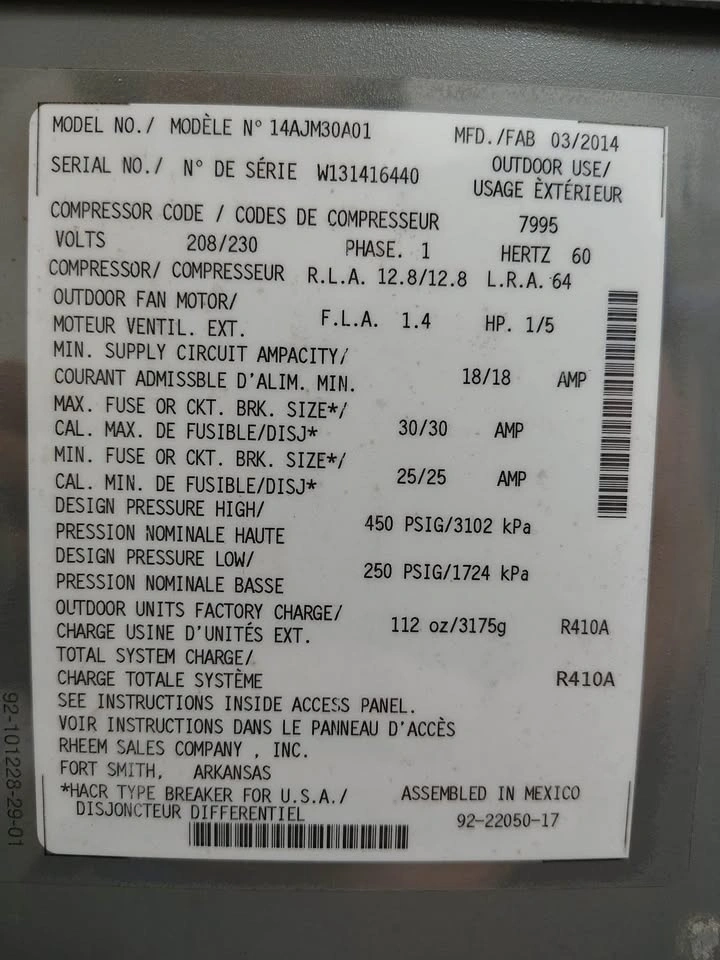 MODEL NO./ MODÈLE N° 14AJM30A01 MFD./FAB 03/2014
SERIAL NO./ N° DE SÉRIE W131416440 OUTDOOR USE/
USAGE ÈXTÉRIEUR
COMPRESSOR CODE / CODES DE COMPRESSEUR 7995
VOLTS 208/230 PHASE. 1 HERTZ 60
COMPRESSOR/ COMPRESSEUR R.L.A. 12.8/12.8 L.R.A. 64
OUTDOOR FAN MOTOR/
MOTEUR VENTIL. EXT. F.L.A. 1.4 HP. 1/5
MIN. SUPPLY CIRCUIT AMPACITY/
COURANT ADMISSBLE D'ALIM. MIN. 18/18 AMP
MAX. FUSE OR CKT. BRK. SIZE*/
CAL. MAX. DE FUSIBLE/DISJ* 30/30 AMP
MIN. FUSE OR CKT. BRK. SIZE*/
CAL. MIN. DE FUSIBLE/DISJ* 25/25 AMP
DESIGN PRESSURE HIGH/
PRESSION NOMINALE HAUTE 450 PSIG/3102 kPa
DESIGN PRESSURE LOW/
PRESSION NOMINALE BASSE 250 PSIG/1724 kPa
OUTDOOR UNITS FACTORY CHARGE/
CHARGE USINE D'UNITÉS EXT. 112 oz/3175g R410A
TOTAL SYSTEM CHARGE/
CHARGE TOTALE SYSTÈME R410A
SEE INSTRUCTIONS INSIDE ACCESS PANEL.
VOIR INSTRUCTIONS DANS LE PANNEAU D'ACCÈS
RHEEM SALES COMPANY , INC.
FORT SMITH, ARKANSAS
*HACR TYPE BREAKER FOR U.S.A./ ASSEMBLED IN MEXICO
DISJONCTEUR DIFFERENTIEL 92-22050-17
92-101228-29-01